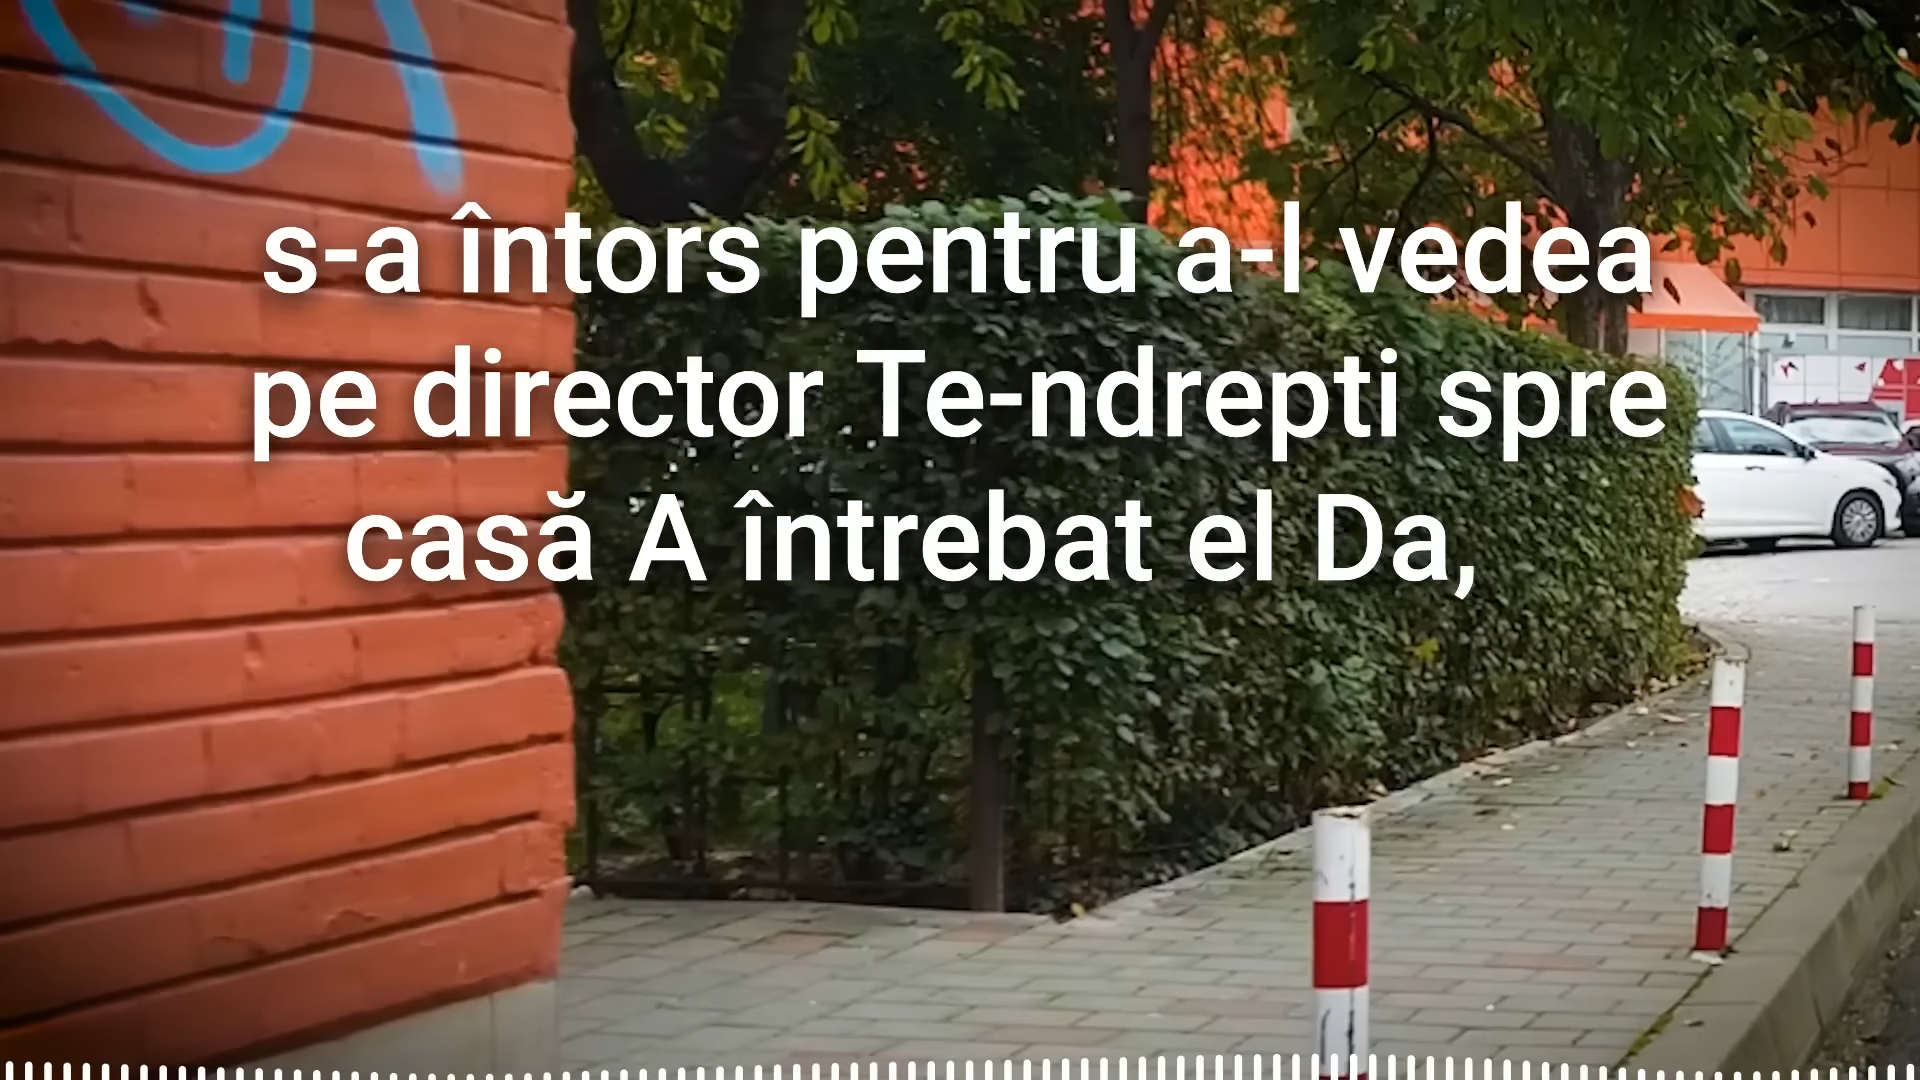 s-a întors pentru a-l vedea
pe director Te-ndrepti spre
casă A întrebat el Da,